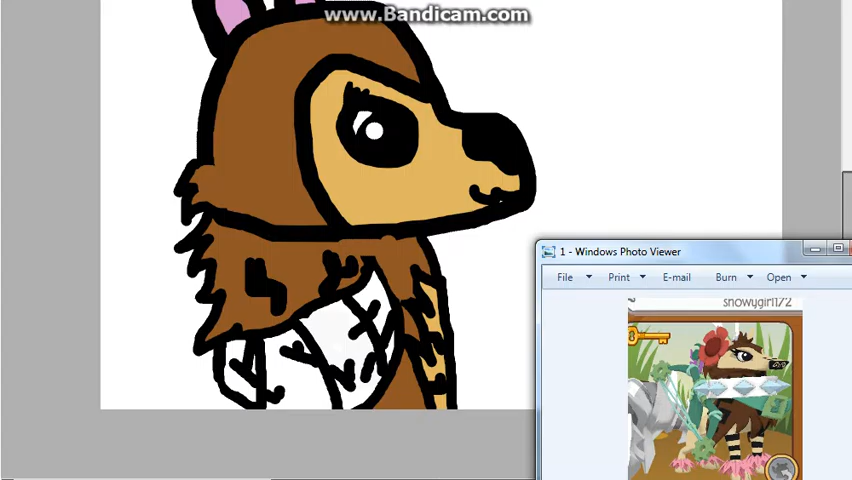 www.Bandicam.com
1 - Windows Photo Viewer
File Print E-mail Burn Open
snowygirl172